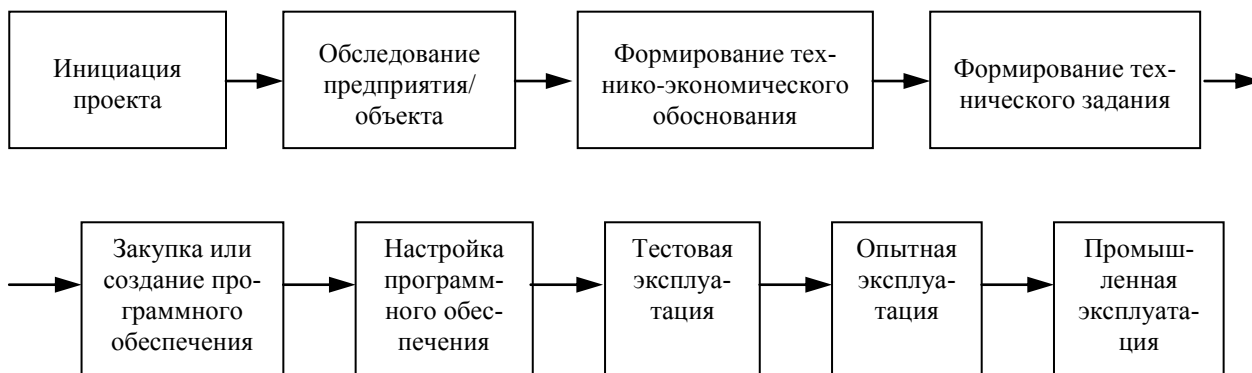 Инициация
проекта
Обследование
предприятия/
объекта
Формирование тех-
нико-экономического
обоснования
Формирование тех-
нического задания
Закупка или
создание про-
граммного
обеспечения
Настройка
программ-
ного обес-
печения
Тестовая
эксплуа-
тация
Опытная
эксплуа-
тация
Промыш-
ленная
эксплуата-
ция